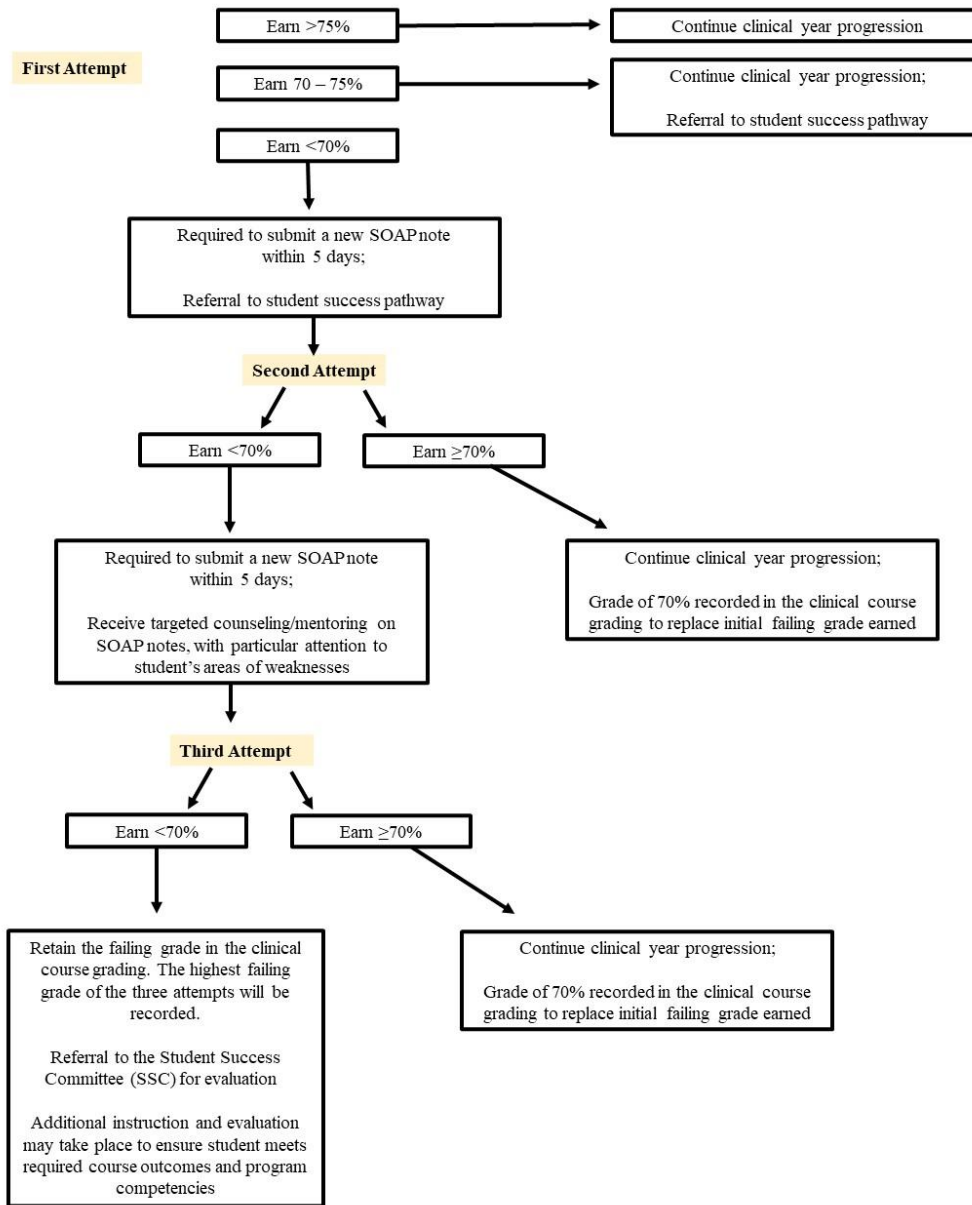 Earn >75%
Continue clinical year progression
First Attempt
Earn 70 – 75%
Continue clinical year progression;
Referral to student success pathway
Earn <70%
Required to submit a new SOAP note
within 5 days;
Referral to student success pathway
Second Attempt
Earn <70%
Earn ≥70%
Required to submit a new SOAP note
within 5 days;
Receive targeted counseling/mentoring on
SOAP notes, with particular attention to
student's areas of weaknesses
Continue clinical year progression;
Grade of 70% recorded in the clinical course
grading to replace initial failing grade earned
Third Attempt
Earn <70%
Earn ≥70%
Retain the failing grade in the clinical
course grading. The highest failing
grade of the three attempts will be
recorded.
Referral to the Student Success
Committee (SSC) for evaluation
Additional instruction and evaluation
may take place to ensure student meets
required course outcomes and program
competencies
Continue clinical year progression;
Grade of 70% recorded in the clinical course
grading to replace initial failing grade earned